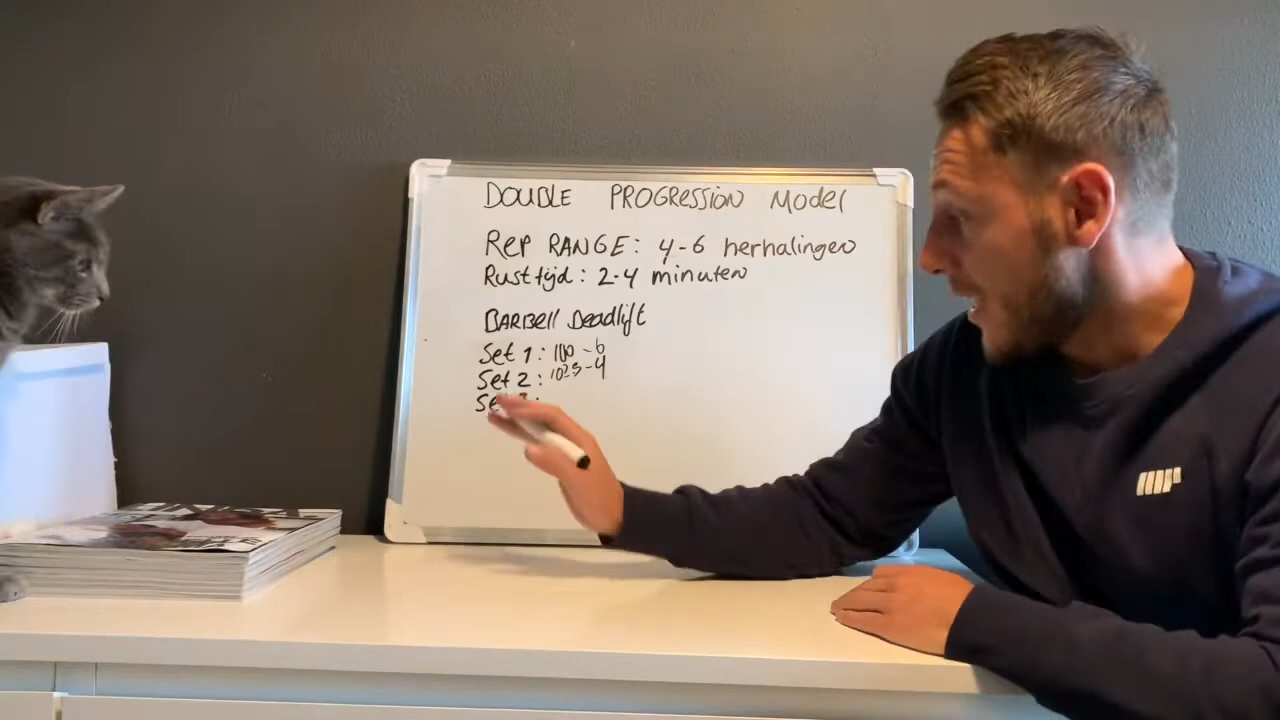 DOUBLE PROGRESSION MODEL
REP RANGE: 4-6 herhalingen
Rusttijd: 2-4 minuten
BARBELL Deadlift
Set 1: 100 - 6
Set 2: 102,5 - 4